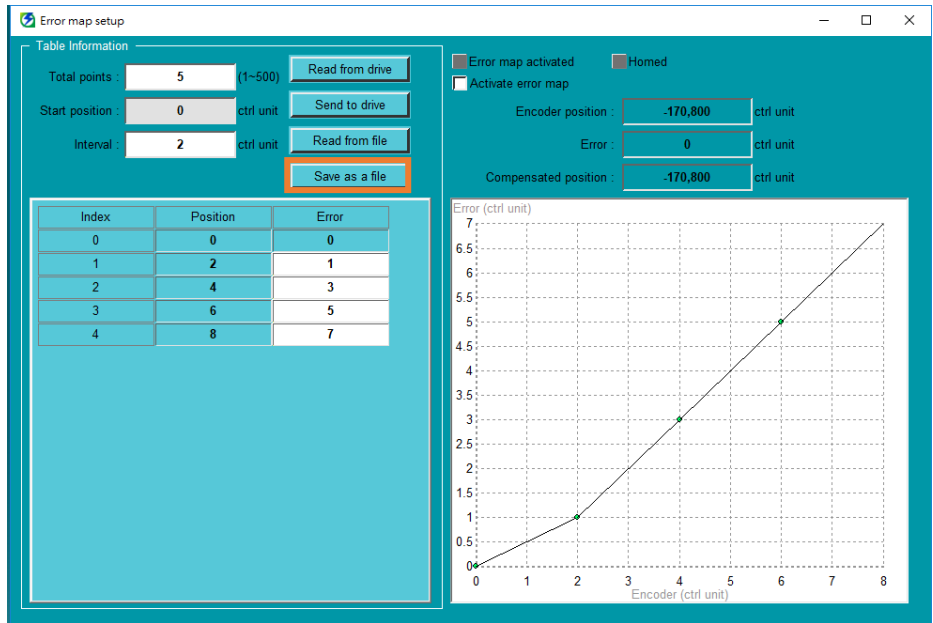 Error map setup
Table Information
Total points : 5 (1~500) Read from drive
Start position : 0 ctrl unit Send to drive
Interval : 2 ctrl unit Read from file
Save as a file
Index Position Error
0 0 0
1 2 1
2 4 3
3 6 5
4 8 7
Error map activated Homed
Activate error map
Encoder position : -170,800 ctrl unit
Error : 0 ctrl unit
Compensated position : -170,800 ctrl unit
Error (ctrl unit)
7
6.5
6
5.5
5
4.5
4
3.5
3
2.5
2
1.5
1
0.5
0
0 1 2 3 4 5 6 7 8
Encoder (ctrl unit)